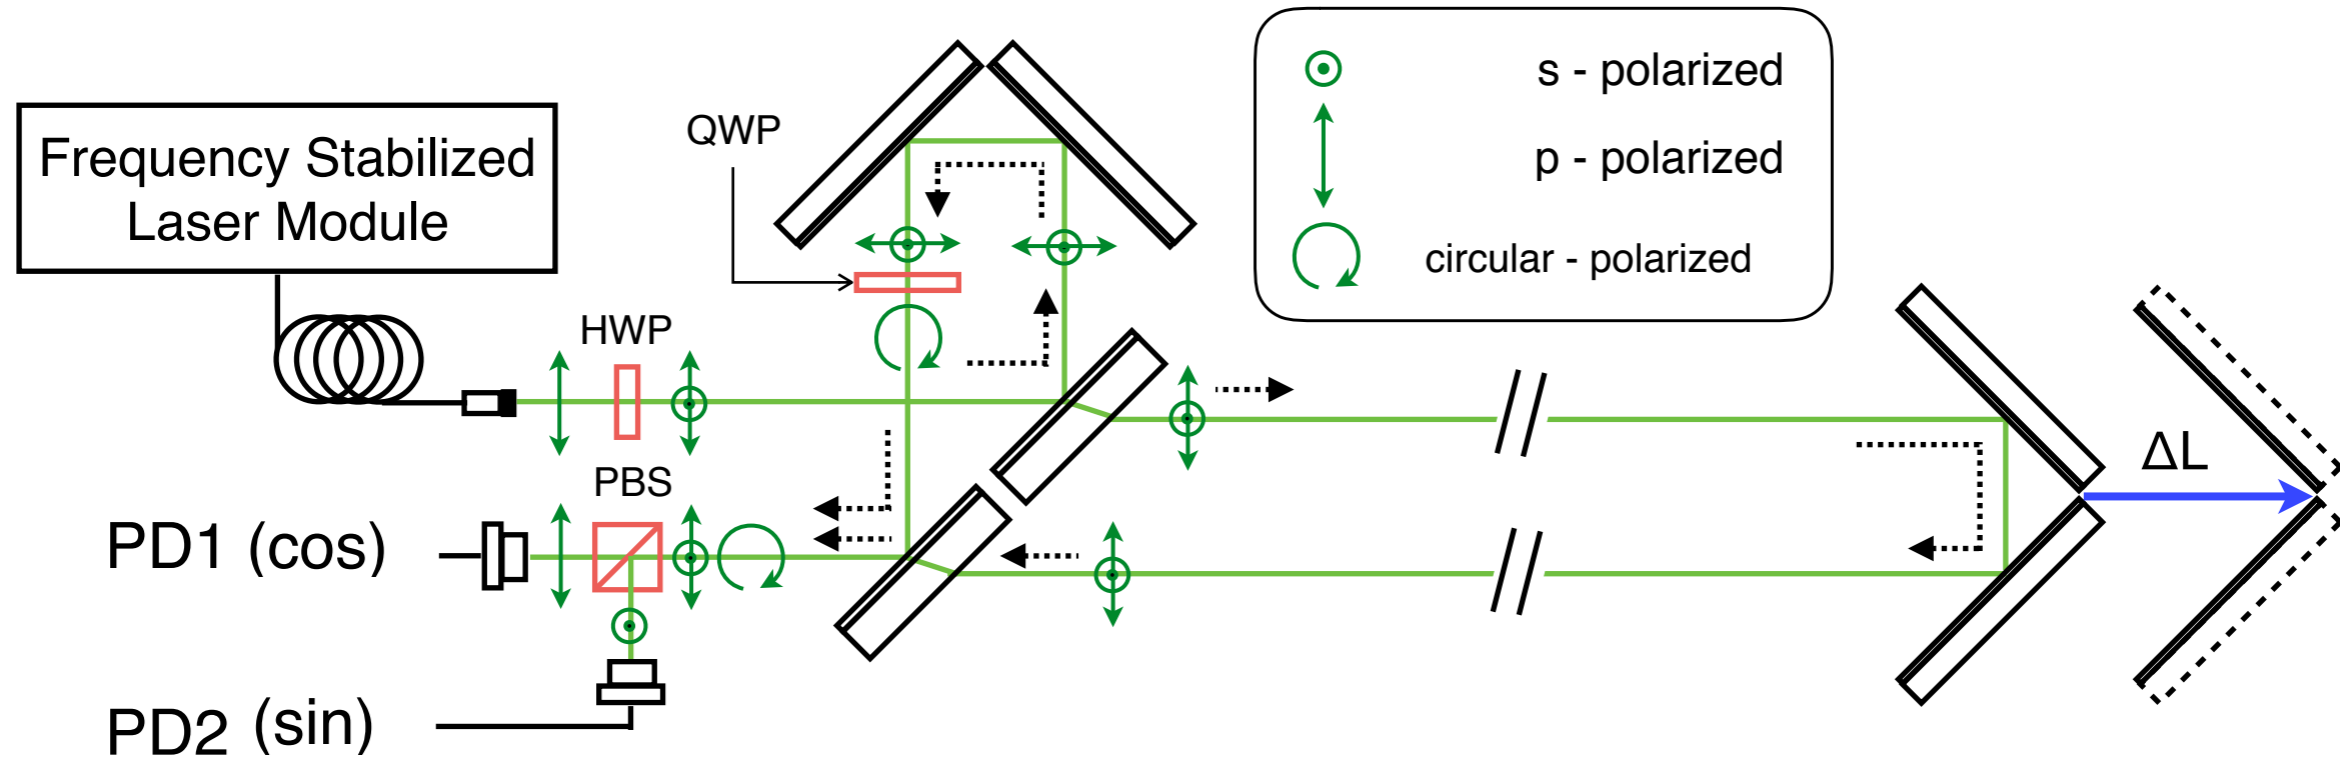 Frequency Stabilized
Laser Module
QWP
s - polarized
p - polarized
circular - polarized
HWP
PBS
ΔL
PD1 (cos)
PD2 (sin)